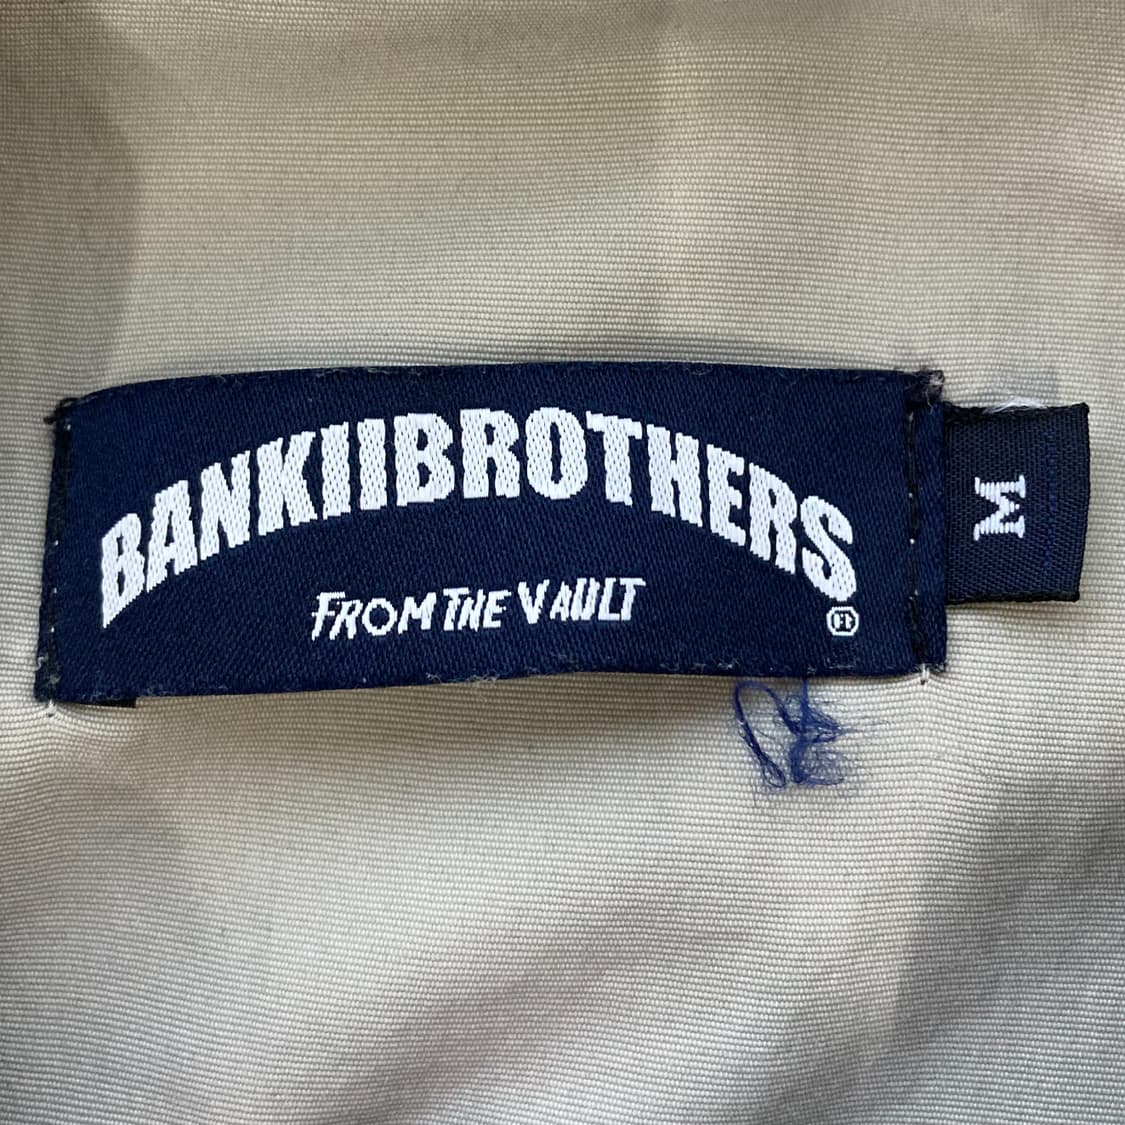 BANKIIBROTHERS
FROM THE VAULT
®
M